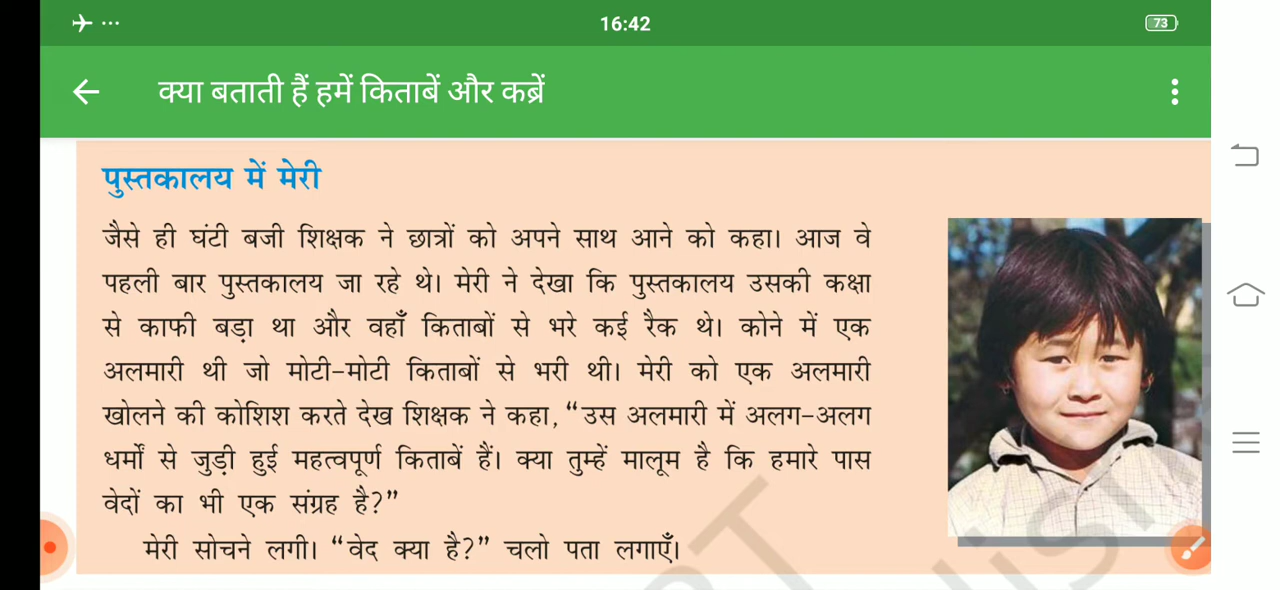 16:42
73
क्या बताती हैं हमें किताबें और कब्रें
पुस्तकालय में मेरी
जैसे ही घंटी बजी शिक्षक ने छात्रों को अपने साथ आने को कहा। आज वे
पहली बार पुस्तकालय जा रहे थे। मेरी ने देखा कि पुस्तकालय उसकी कक्षा
से काफी बड़ा था और वहाँ किताबों से भरे कई रैक थे। कोने में एक
अलमारी थी जो मोटी-मोटी किताबों से भरी थी। मेरी को एक अलमारी
खोलने की कोशिश करते देख शिक्षक ने कहा, “उस अलमारी में अलग-अलग
धर्मों से जुड़ी हुई महत्वपूर्ण किताबें हैं। क्या तुम्हें मालूम है कि हमारे पास
वेदों का भी एक संग्रह है?”
मेरी सोचने लगी। “वेद क्या है?” चलो पता लगाएँ।